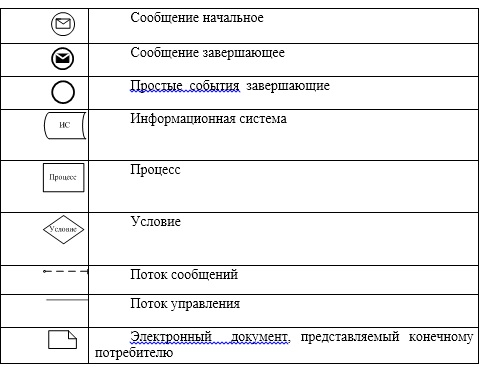 Сообщение начальное
Сообщение завершающее
Простые события завершающие
ИС
Информационная система
Процесс
Процесс
Условие
Условие
Поток сообщений
Поток управления
Электронный документ, представляемый конечному
потребителю